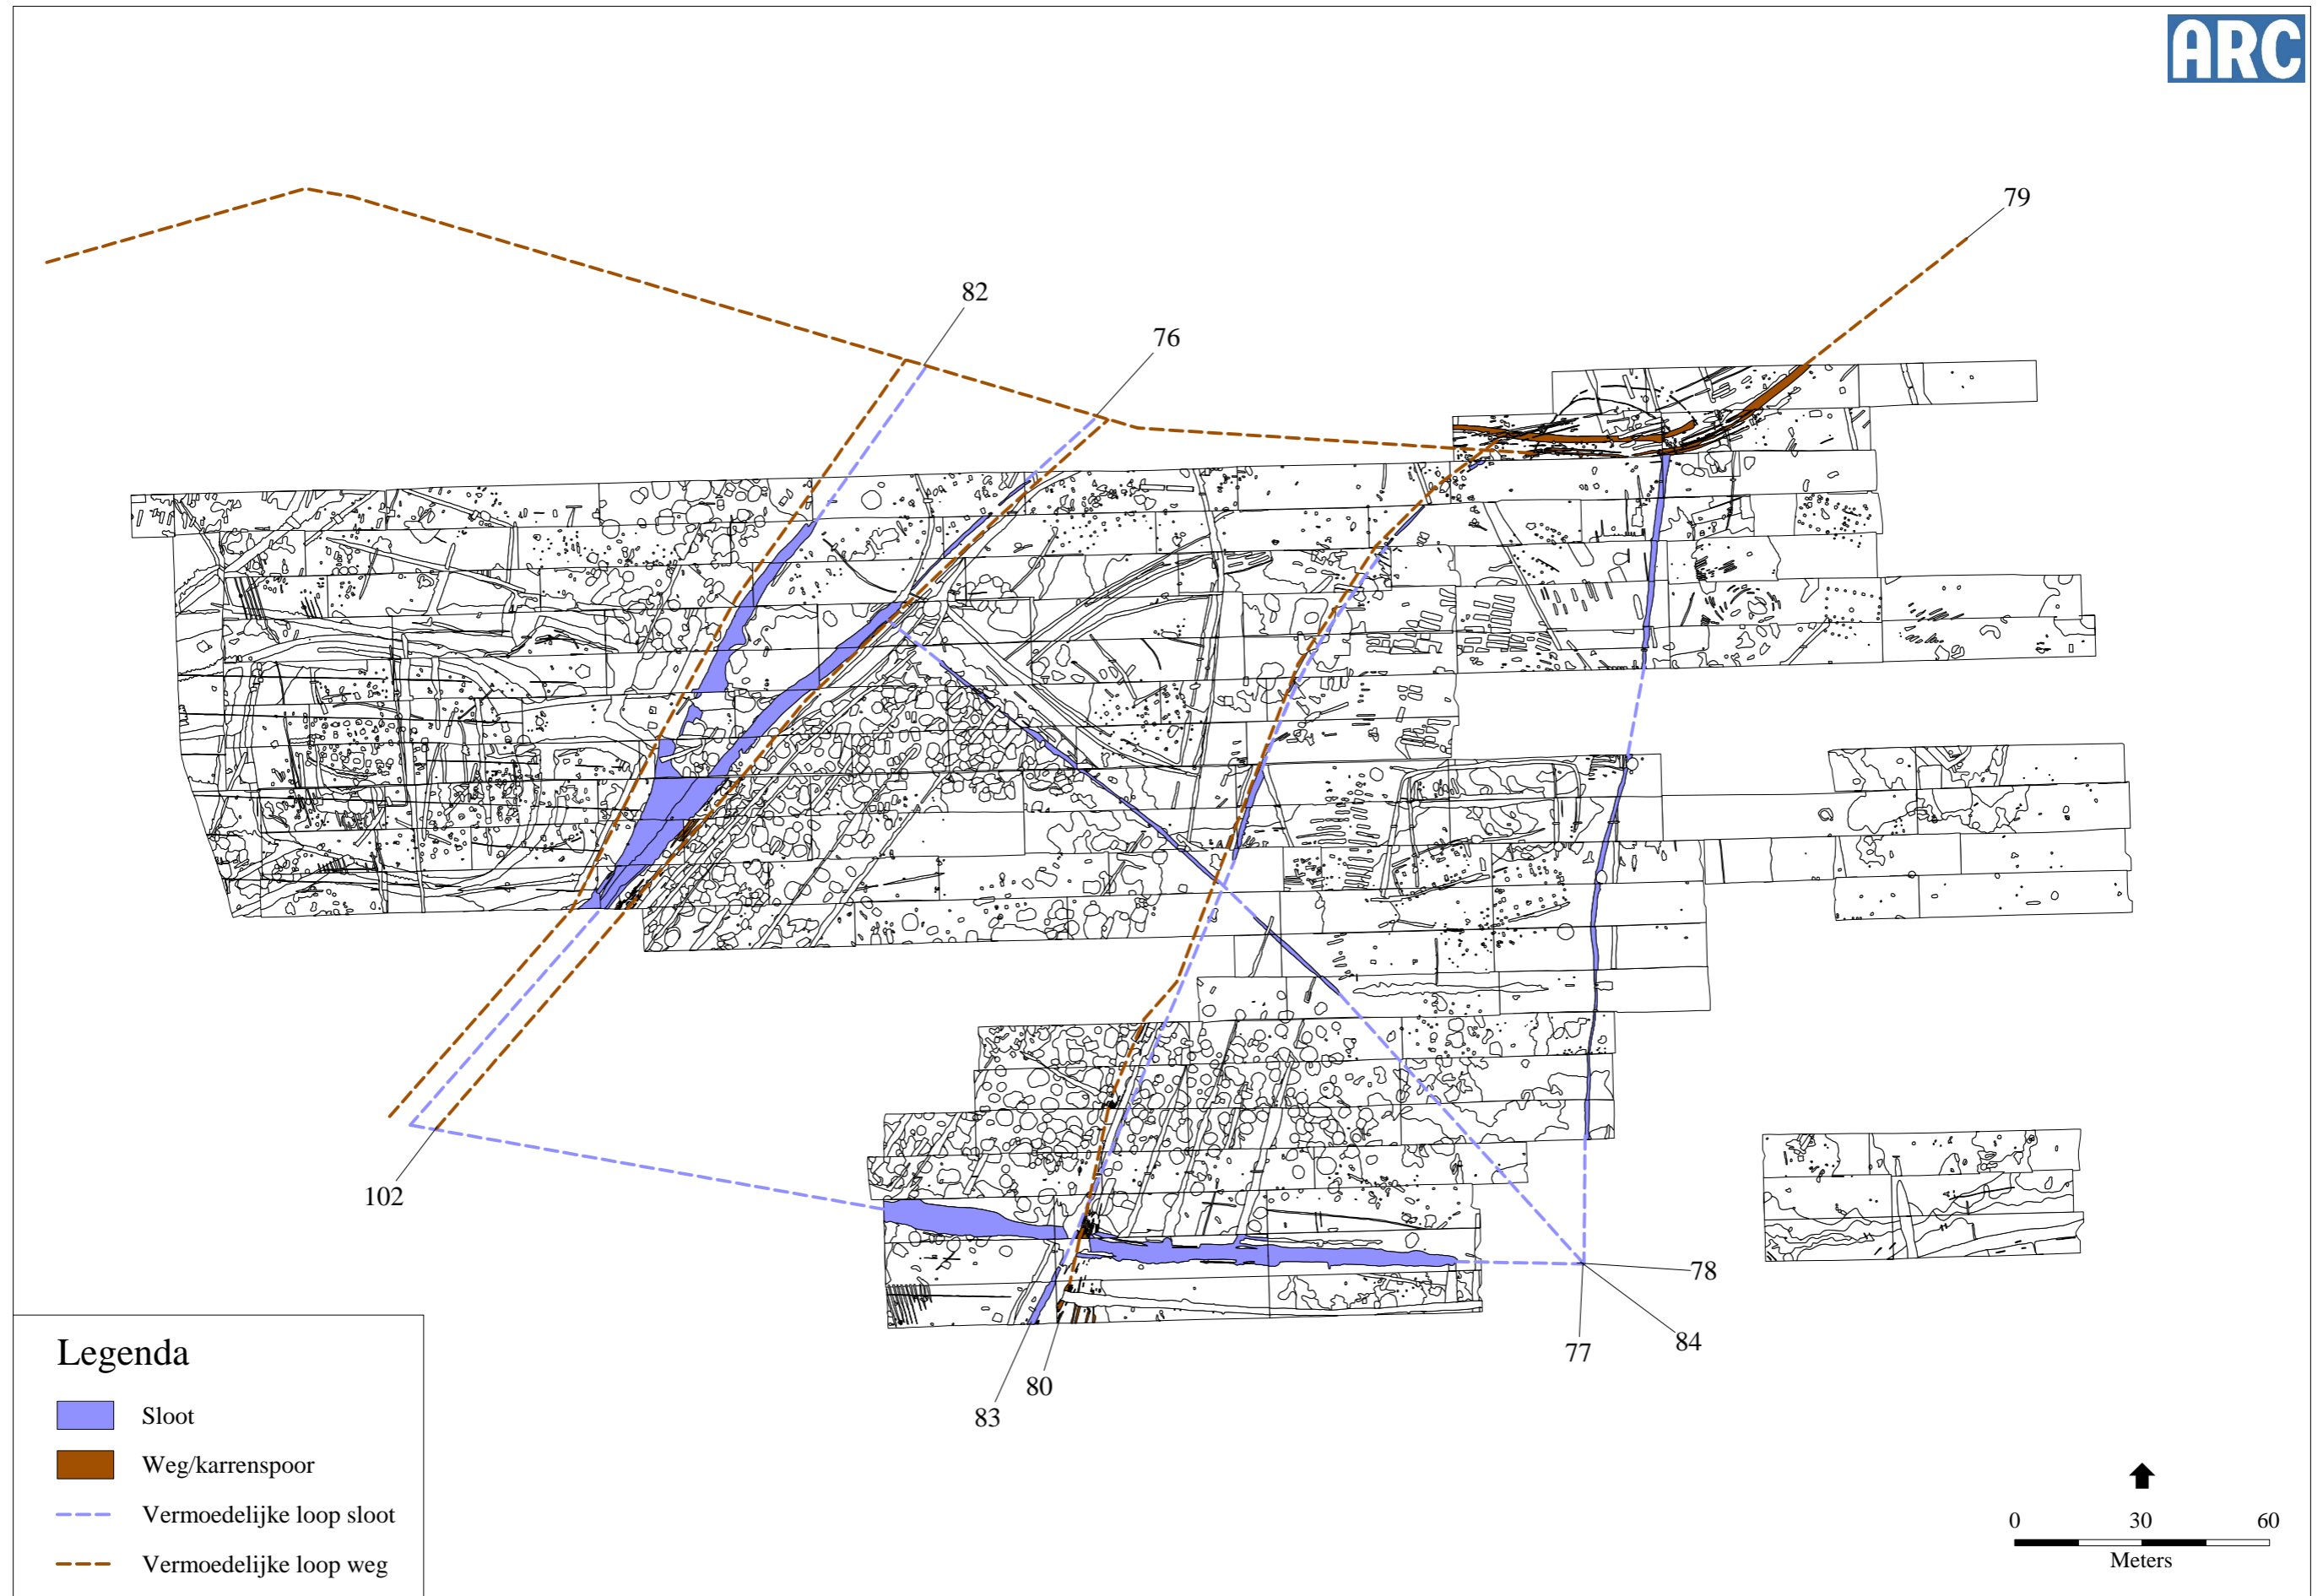 ARC
79
82
76
102
78
84
77
80
83
Legenda
Sloot
Weg/karrenspoor
Vermoedelijke loop sloot
Vermoedelijke loop weg
0 30 60
Meters